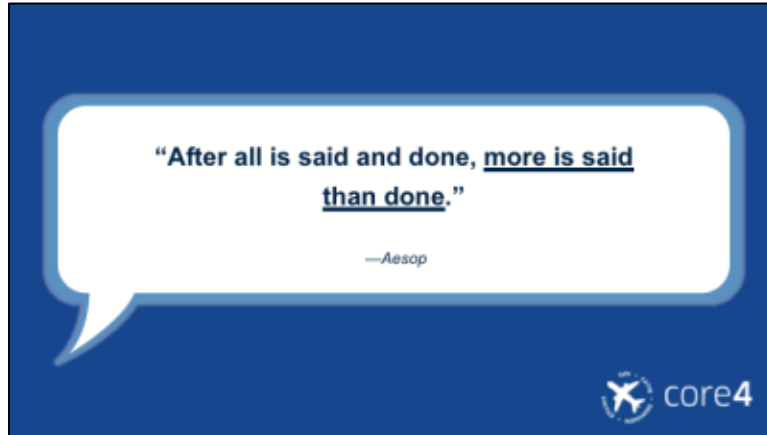 “After all is said and done, more is said
than done.”
—Aesop
core4